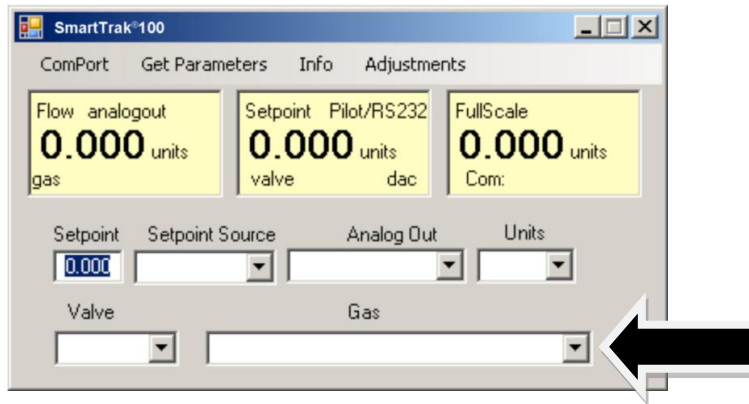 SmartTrak®100
ComPort Get Parameters Info Adjustments
Flow analogout Setpoint Pilot/RS232 FullScale
0.000 units 0.000 units 0.000 units
gas valve dac Com:
Setpoint Setpoint Source Analog Out Units
0.000
Valve Gas